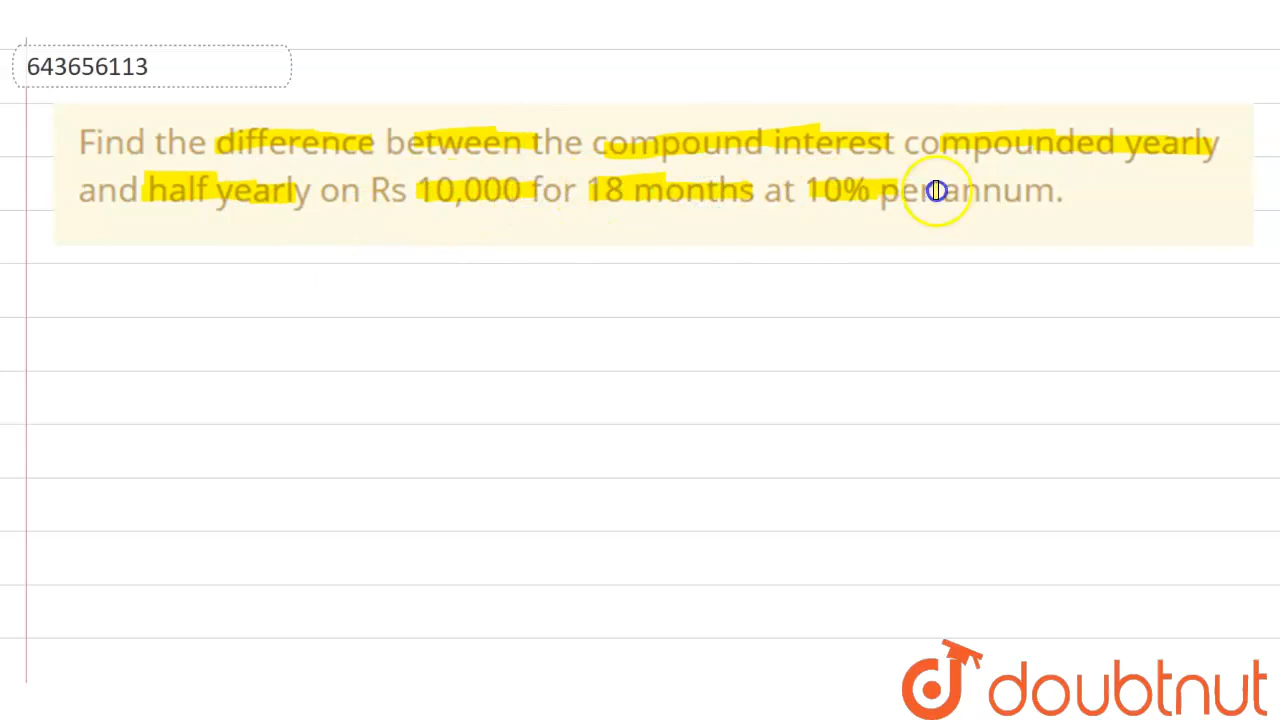 643656113
Find the difference between the compound interest compounded yearly
and half yearly on Rs 10,000 for 18 months at 10% per annum.
doubtnut